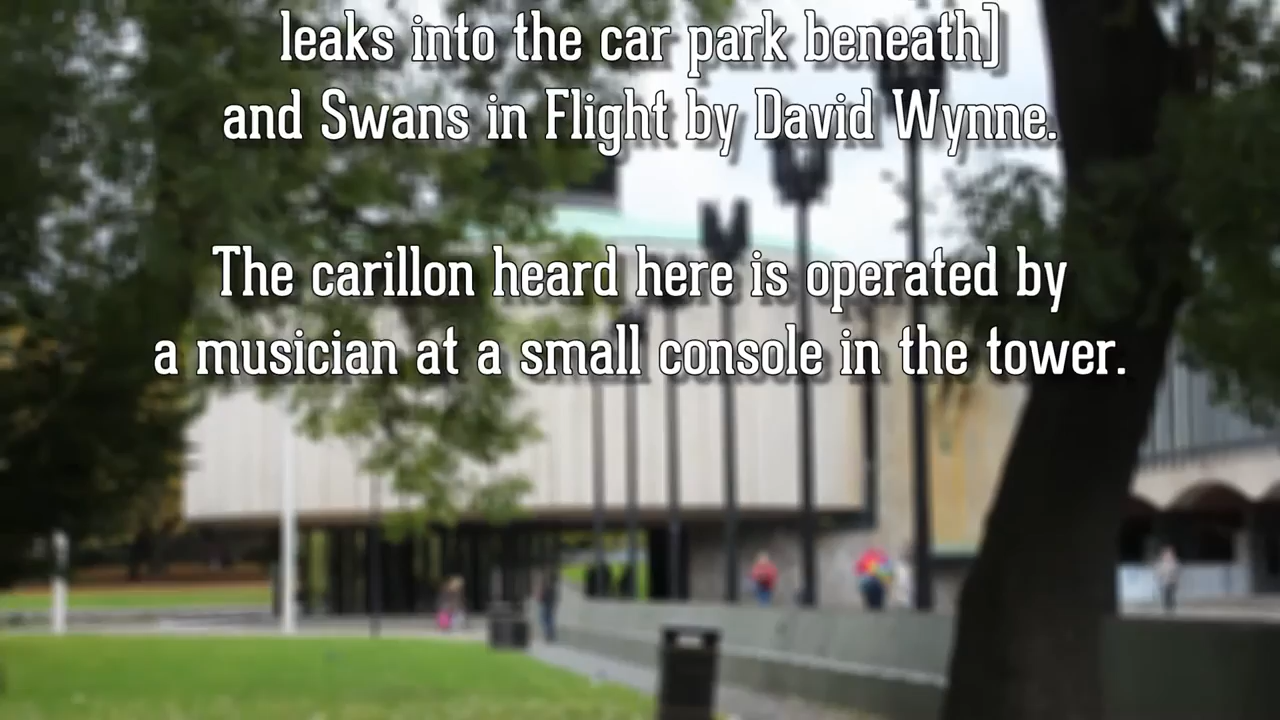 leaks into the car park beneath]
and Swans in Flight by David Wynne.
The carillon heard here is operated by
a musician at a small console in the tower.